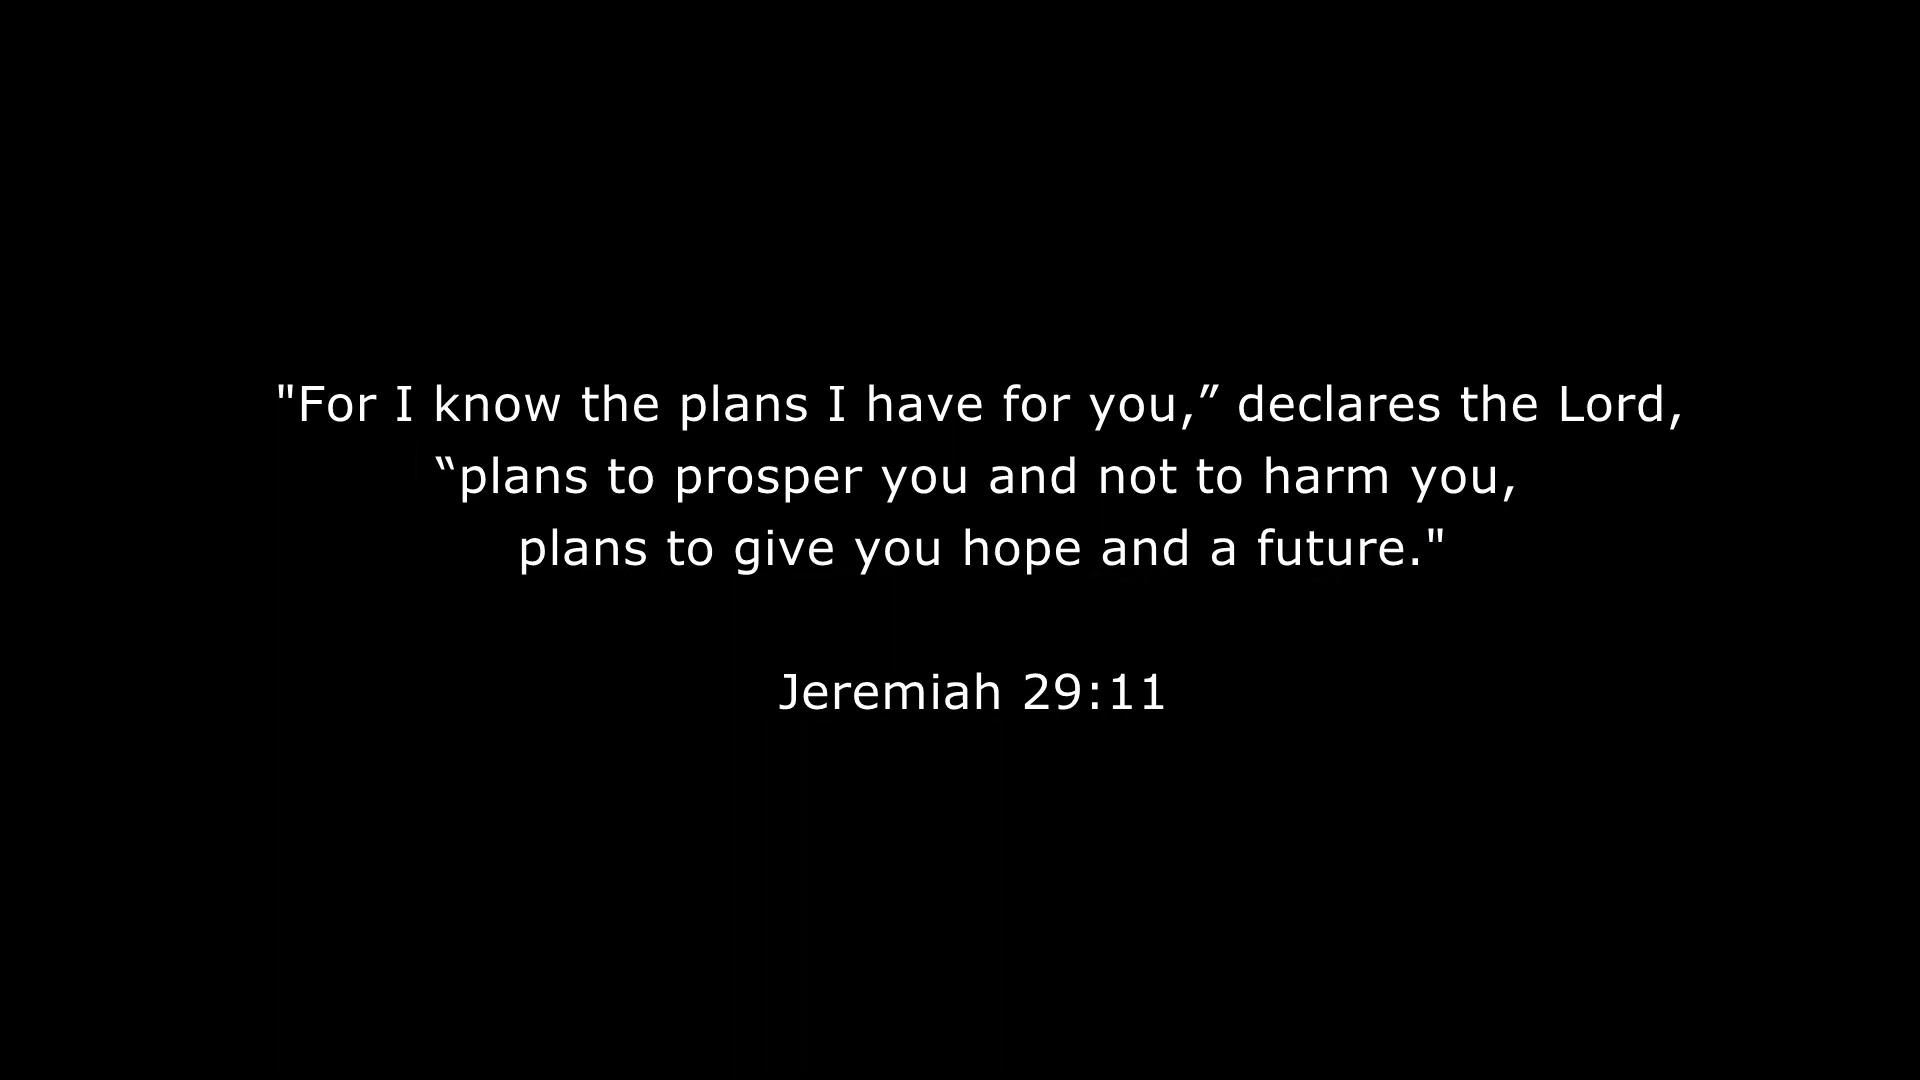 "For I know the plans I have for you,” declares the Lord,
“plans to prosper you and not to harm you,
plans to give you hope and a future."
Jeremiah 29:11